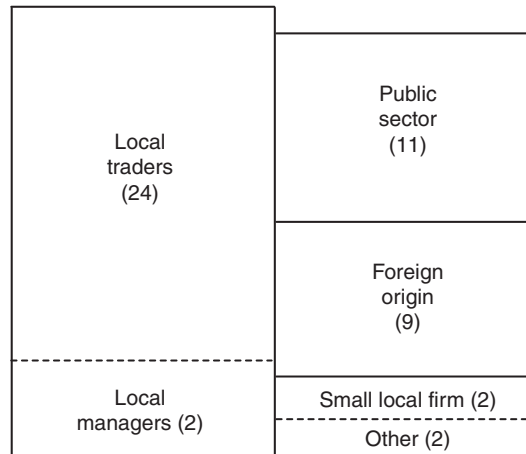 Local
traders
(24)
Local
managers (2)
Public
sector
(11)
Foreign
origin
(9)
Small local firm (2)
Other (2)